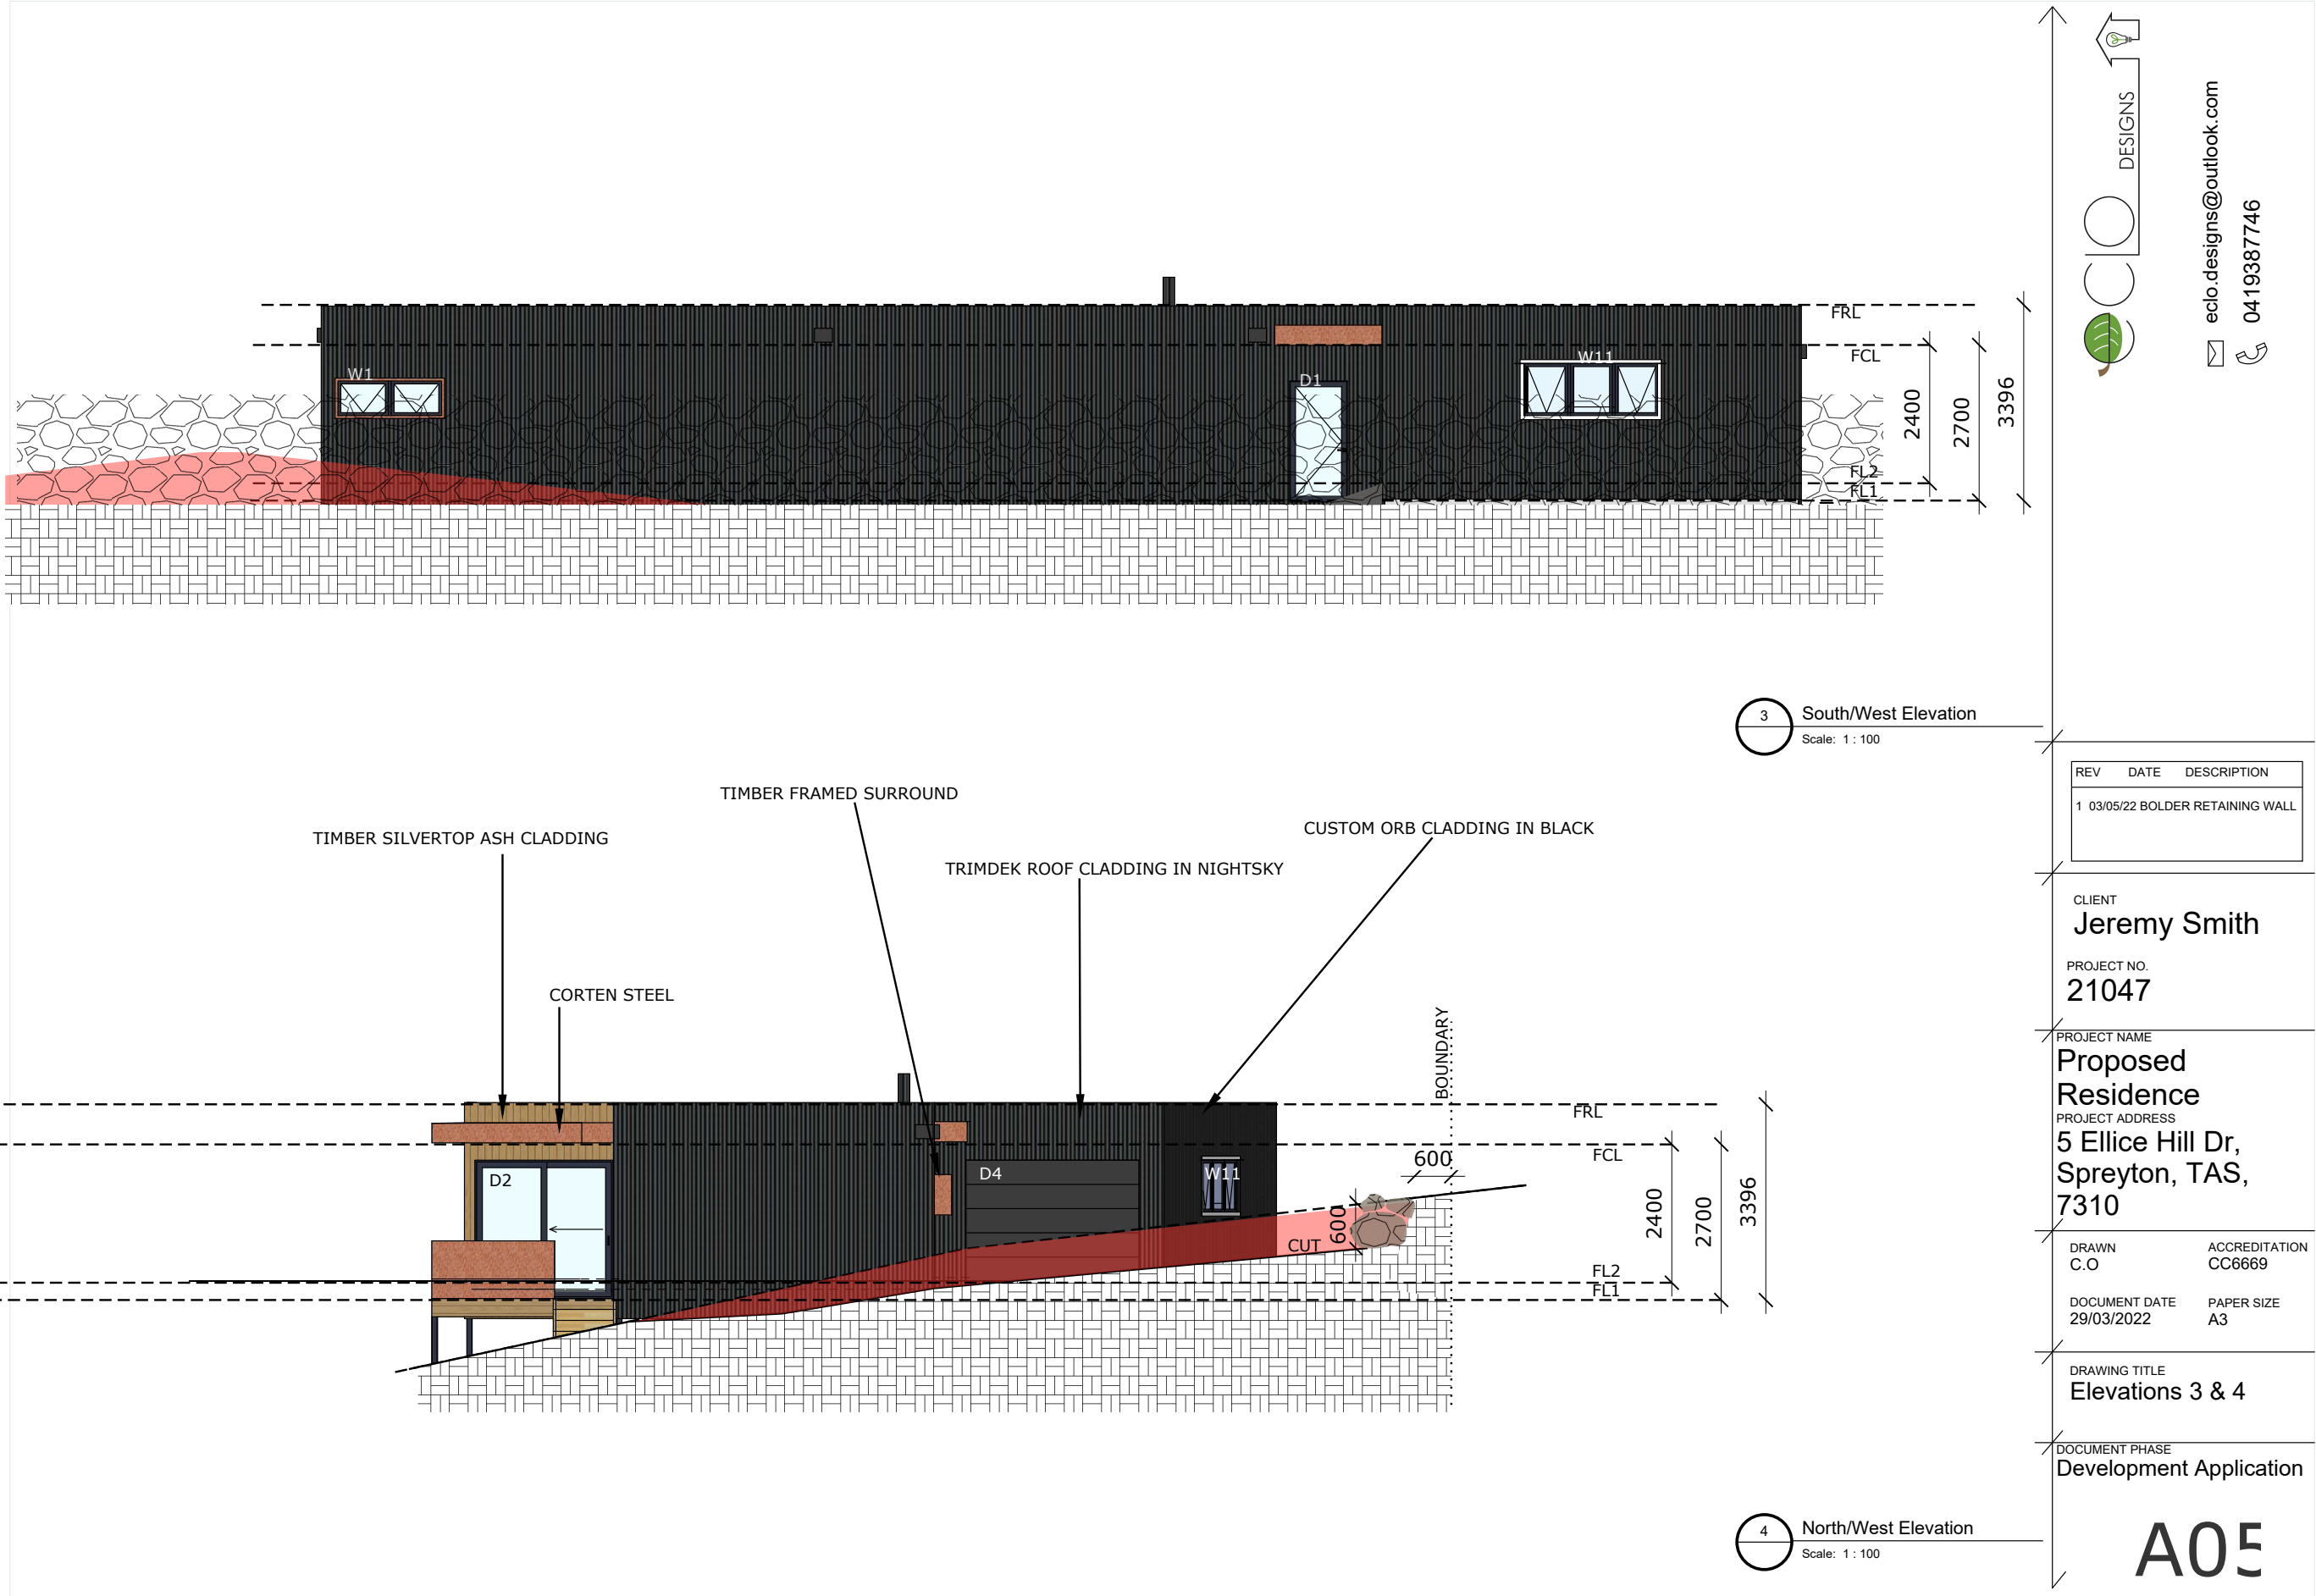 W1
D1
W11
FRL
FCL
FL2
FL1
2400
2700
3396
3
South/West Elevation
Scale: 1 : 100
TIMBER FRAMED SURROUND
TIMBER SILVERTOP ASH CLADDING
CUSTOM ORB CLADDING IN BLACK
TRIMDEK ROOF CLADDING IN NIGHTSKY
CORTEN STEEL
BOUNDARY
D2
D4
W11
600
600
CUT
FRL
FCL
FL2
FL1
2400
2700
3396
4
North/West Elevation
Scale: 1 : 100
eclo
DESIGNS
eclo.designs@outlook.com
0419387746
REV DATE DESCRIPTION
1 03/05/22 BOLDER RETAINING WALL
CLIENT
Jeremy Smith
PROJECT NO.
21047
PROJECT NAME
Proposed
Residence
PROJECT ADDRESS
5 Ellice Hill Dr,
Spreyton, TAS,
7310
DRAWN ACCREDITATION
C.O CC6669
DOCUMENT DATE PAPER SIZE
29/03/2022 A3
DRAWING TITLE
Elevations 3 & 4
DOCUMENT PHASE
Development Application
A05